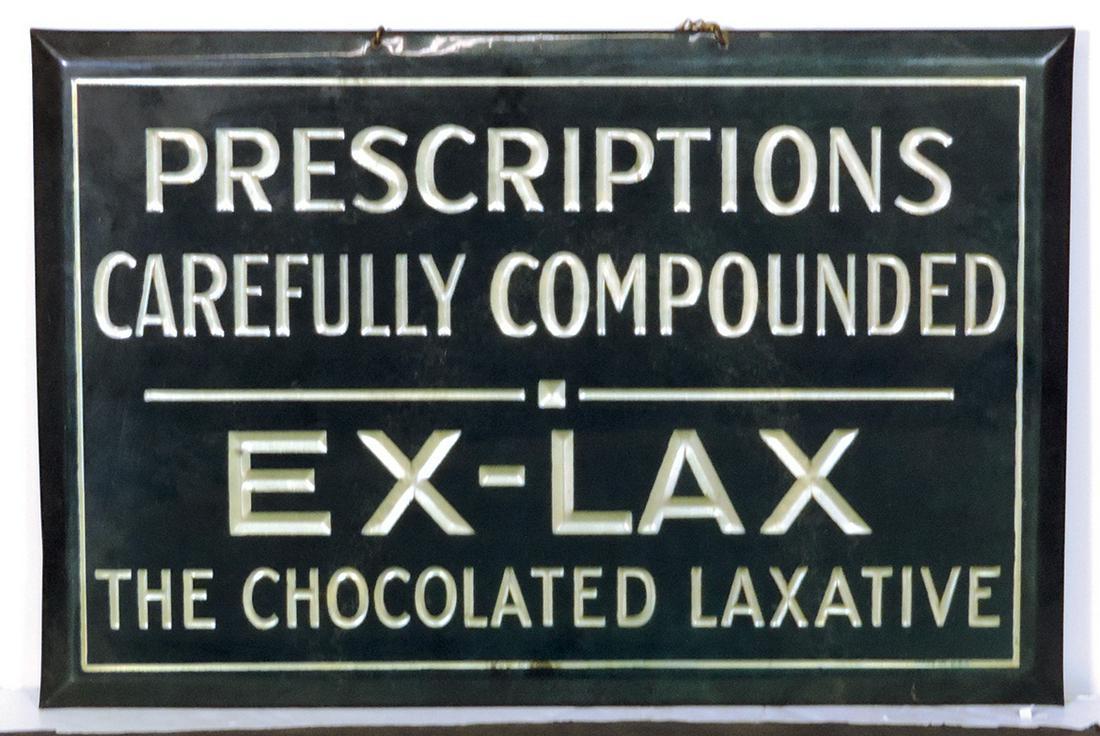 PRESCRIPTIONS
CAREFULLY COMPOUNDED
EX-LAX
THE CHOCOLATED LAXATIVE